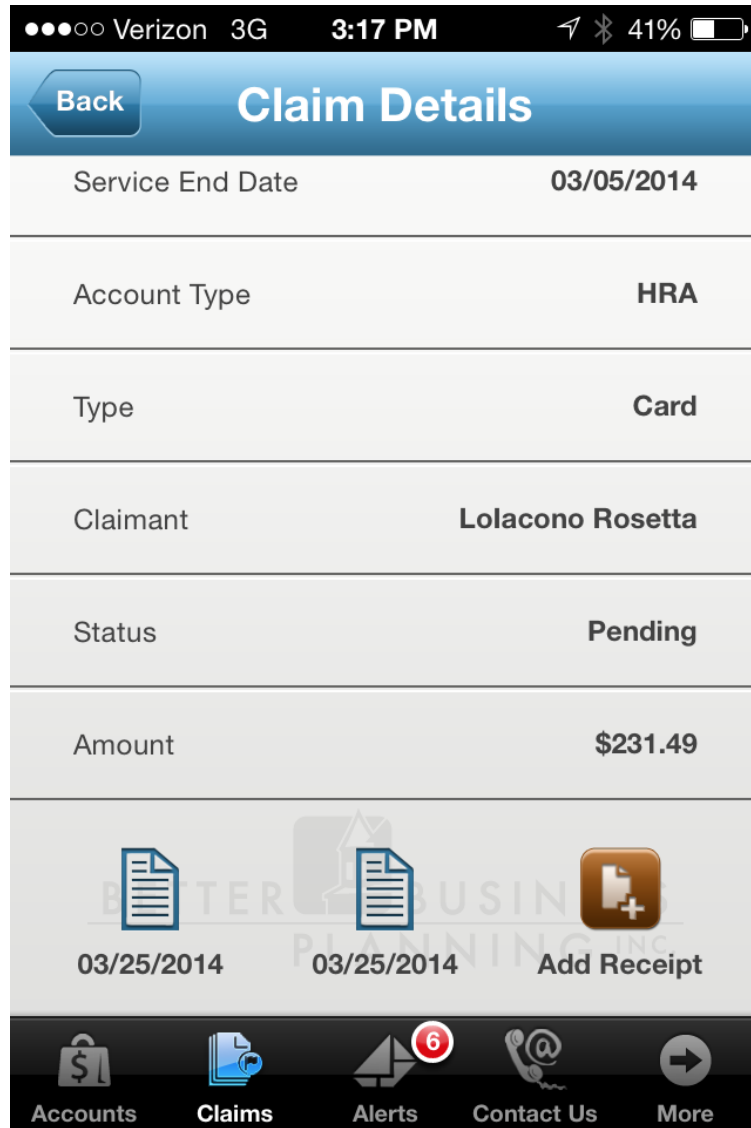 Verizon 3G 3:17 PM 41%
Back Claim Details
Service End Date 03/05/2014
Account Type HRA
Type Card
Claimant Lolacono Rosetta
Status Pending
Amount $231.49
BETTER BUSINESS
PLANNING INC.
03/25/2014 03/25/2014 Add Receipt
6
Accounts Claims Alerts Contact Us More